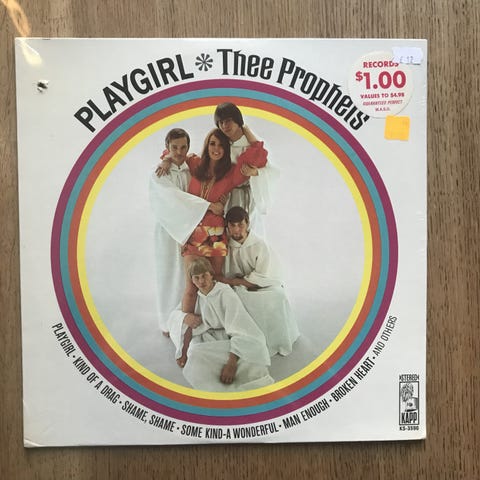 PLAYGIRL * Thee Prophets
RECORDS
$1.00
VALUES TO $4.98
GUARANTEED PERFECT
£12
PLAYGIRL • KIND OF A DRAG • SHAME, SHAME • SOME KIND-A WONDERFUL • MAN ENOUGH • BROKEN HEART • AND OTHERS
STEREO
KAPP
KS-3596